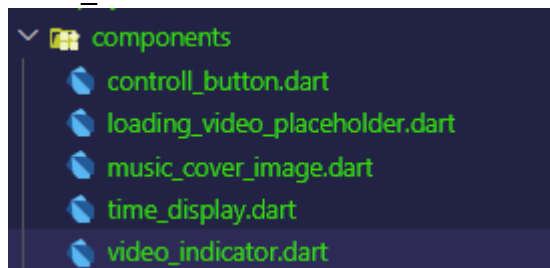 components
controll_button.dart
loading_video_placeholder.dart
music_cover_image.dart
time_display.dart
video_indicator.dart